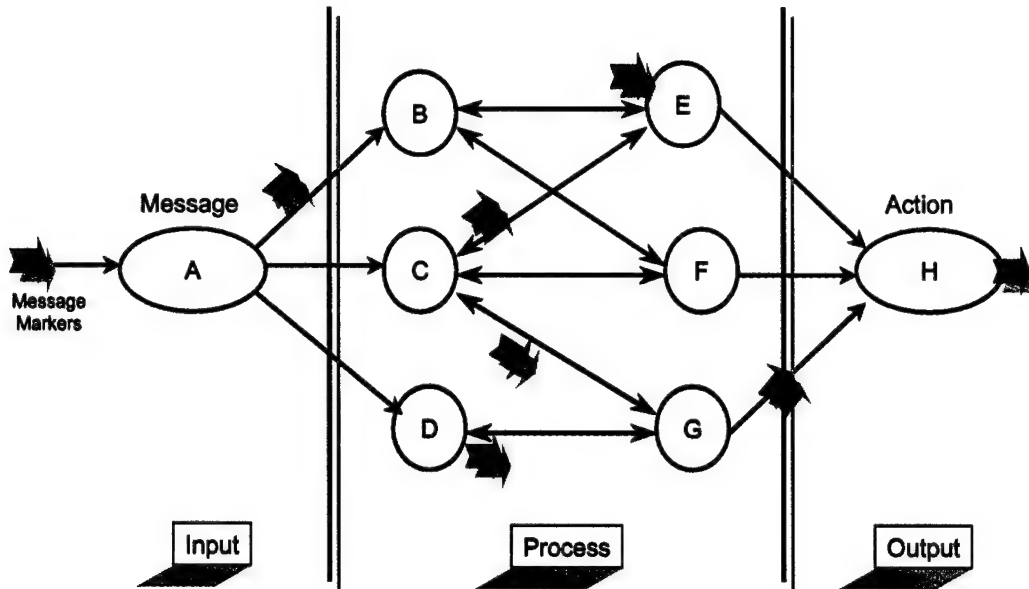 B
E
Message
Action
A
C
F
H
Message
Markers
D
G
Input
Process
Output